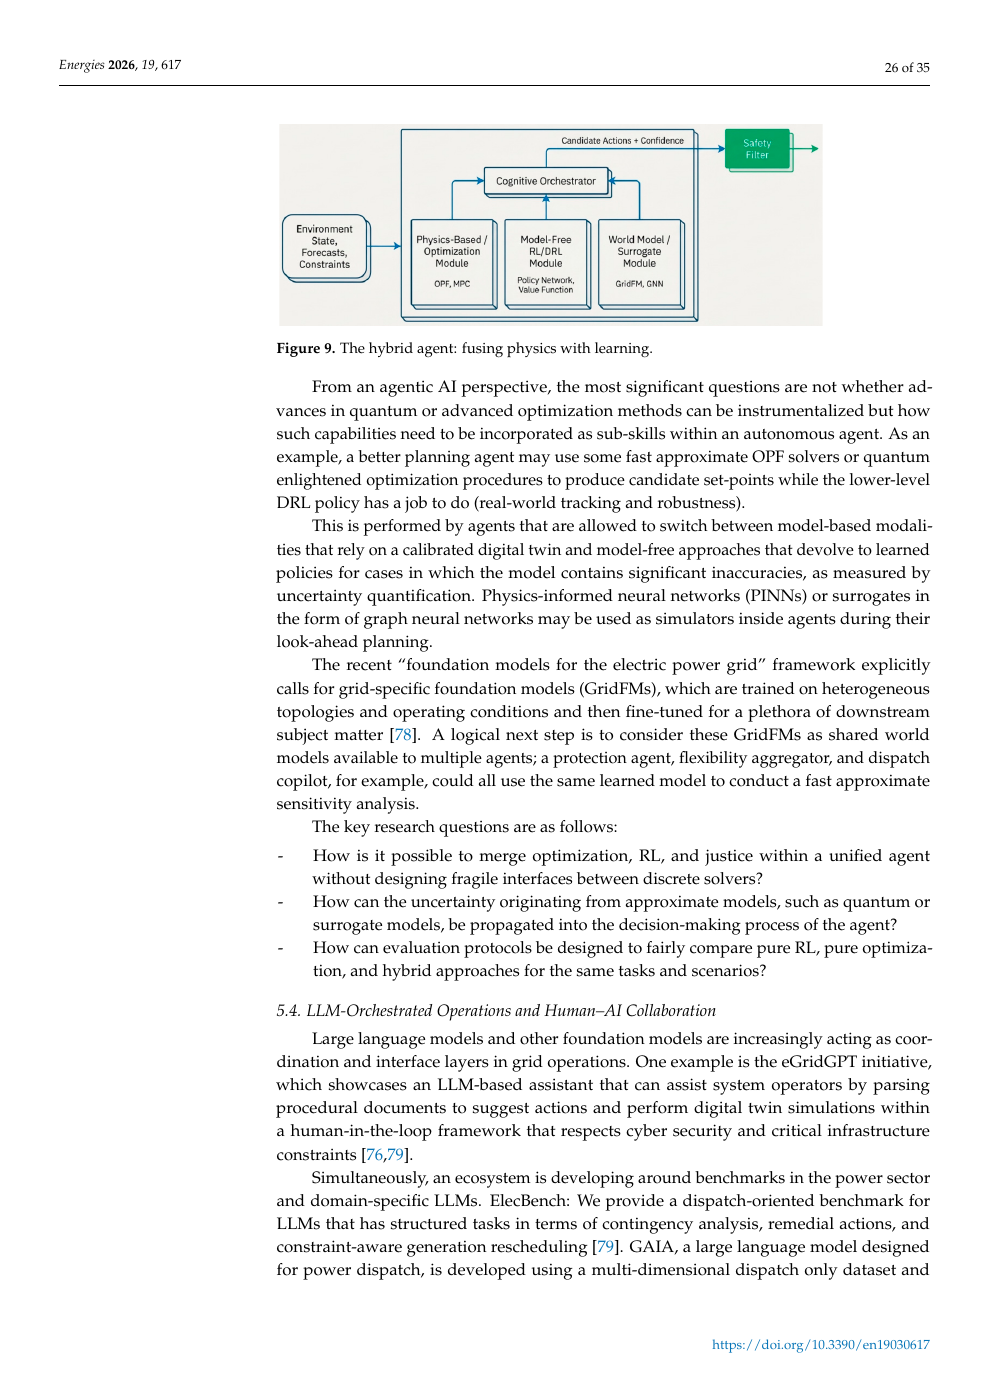 Energies 2026, 19, 617
26 of 35
Candidate Actions + Confidence
Safety
Filter
Cognitive Orchestrator
Environment
State,
Forecasts,
Constraints
Physics-Based /
Optimization
Module
OPF, MPC
Model-Free
RL/DRL
Module
Policy Network,
Value Function
World Model /
Surrogate
Module
GridFM, GNN
Figure 9. The hybrid agent: fusing physics with learning.
From an agentic AI perspective, the most significant questions are not whether ad-
vances in quantum or advanced optimization methods can be instrumentalized but how
such capabilities need to be incorporated as sub-skills within an autonomous agent. As an
example, a better planning agent may use some fast approximate OPF solvers or quantum
enlightened optimization procedures to produce candidate set-points while the lower-level
DRL policy has a job to do (real-world tracking and robustness).
This is performed by agents that are allowed to switch between model-based modali-
ties that rely on a calibrated digital twin and model-free approaches that devolve to learned
policies for cases in which the model contains significant inaccuracies, as measured by
uncertainty quantification. Physics-informed neural networks (PINNs) or surrogates in
the form of graph neural networks may be used as simulators inside agents during their
look-ahead planning.
The recent “foundation models for the electric power grid” framework explicitly
calls for grid-specific foundation models (GridFMs), which are trained on heterogeneous
topologies and operating conditions and then fine-tuned for a plethora of downstream
subject matter [78]. A logical next step is to consider these GridFMs as shared world
models available to multiple agents; a protection agent, flexibility aggregator, and dispatch
copilot, for example, could all use the same learned model to conduct a fast approximate
sensitivity analysis.
The key research questions are as follows:
- How is it possible to merge optimization, RL, and justice within a unified agent
without designing fragile interfaces between discrete solvers?
- How can the uncertainty originating from approximate models, such as quantum or
surrogate models, be propagated into the decision-making process of the agent?
- How can evaluation protocols be designed to fairly compare pure RL, pure optimiza-
tion, and hybrid approaches for the same tasks and scenarios?
5.4. LLM-Orchestrated Operations and Human–AI Collaboration
Large language models and other foundation models are increasingly acting as coor-
dination and interface layers in grid operations. One example is the eGridGPT initiative,
which showcases an LLM-based assistant that can assist system operators by parsing
procedural documents to suggest actions and perform digital twin simulations within
a human-in-the-loop framework that respects cyber security and critical infrastructure
constraints [76,79].
Simultaneously, an ecosystem is developing around benchmarks in the power sector
and domain-specific LLMs. ElecBench: We provide a dispatch-oriented benchmark for
LLMs that has structured tasks in terms of contingency analysis, remedial actions, and
constraint-aware generation rescheduling [79]. GAIA, a large language model designed
for power dispatch, is developed using a multi-dimensional dispatch only dataset and
https://doi.org/10.3390/en19030617